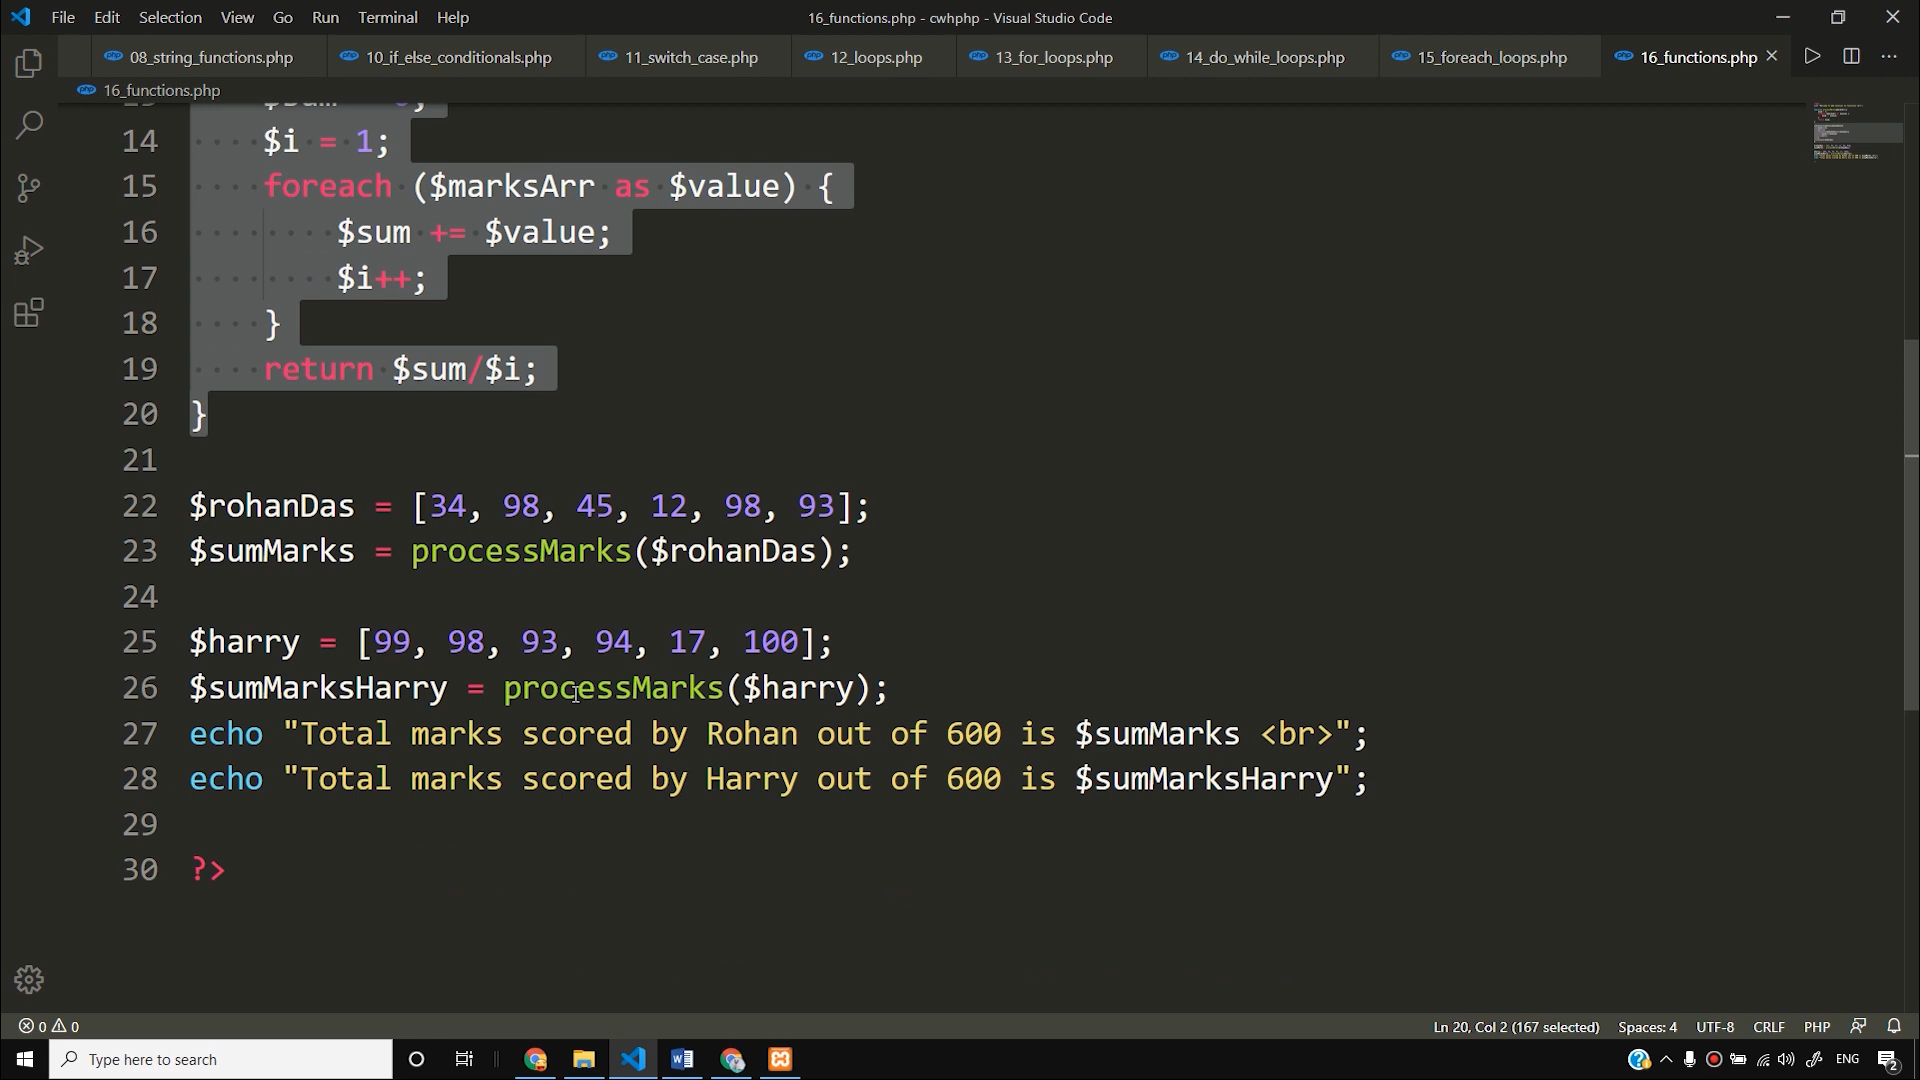 File Edit Selection View Go Run Terminal Help
16_functions.php - cwhphp - Visual Studio Code
08_string_functions.php 10_if_else_conditionals.php 11_switch_case.php 12_loops.php 13_for_loops.php 14_do_while_loops.php 15_foreach_loops.php 16_functions.php
16_functions.php
14 $i = 1;
15 foreach ($marksArr as $value) {
16 $sum += $value;
17 $i++;
18 }
19 return $sum/$i;
20 }
21
22 $rohanDas = [34, 98, 45, 12, 98, 93];
23 $sumMarks = processMarks($rohanDas);
24
25 $harry = [99, 98, 93, 94, 17, 100];
26 $sumMarksHarry = processMarks($harry);
27 echo "Total marks scored by Rohan out of 600 is $sumMarks <br>";
28 echo "Total marks scored by Harry out of 600 is $sumMarksHarry";
29
30 ?>
0 0 Ln 20, Col 2 (167 selected) Spaces: 4 UTF-8 CRLF PHP
Type here to search ENG 2